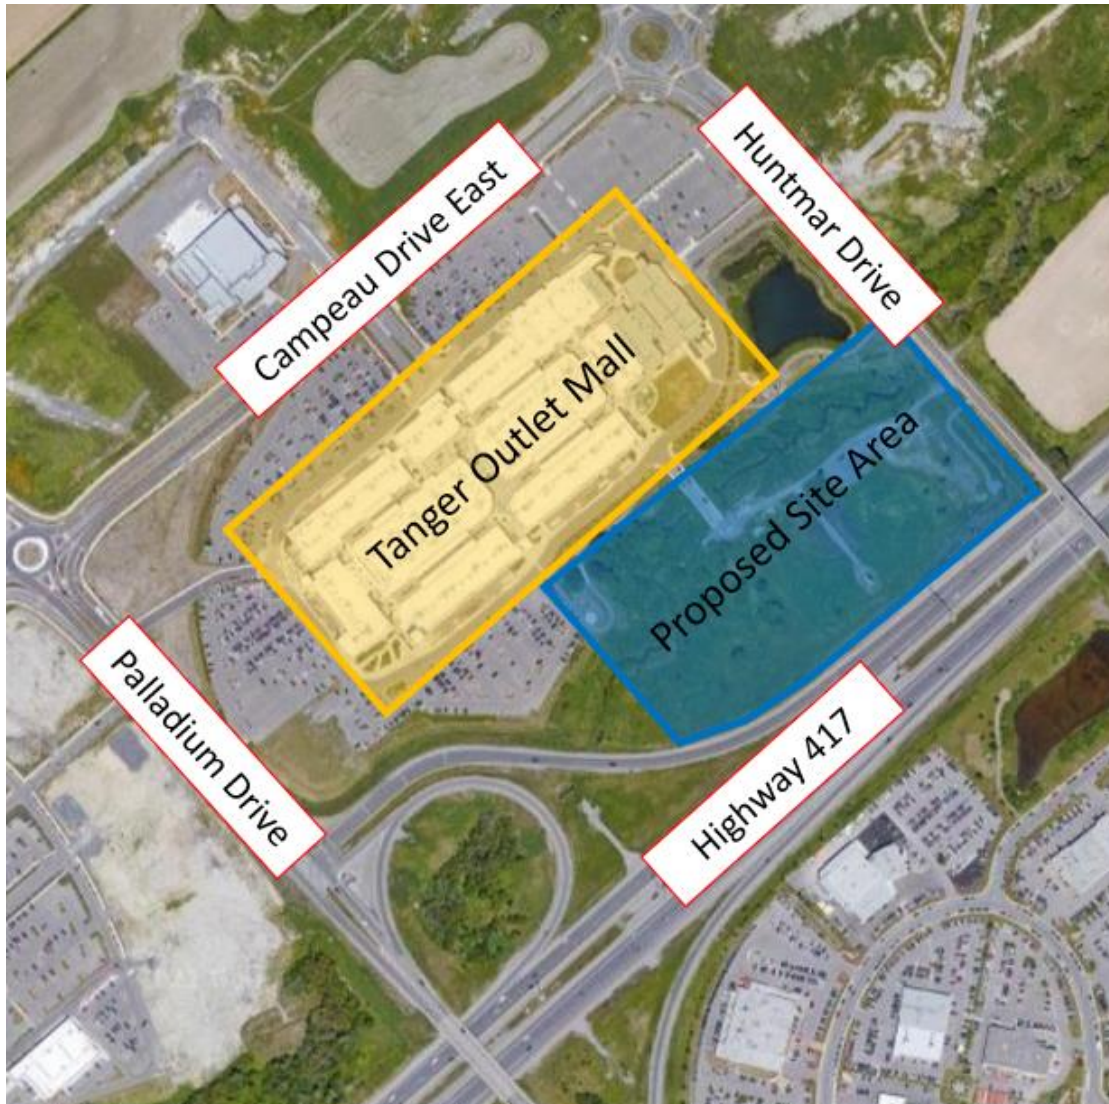 Campeau Drive East
Huntmar Drive
Tanger Outlet Mall
Proposed Site Area
Palladium Drive
Highway 417